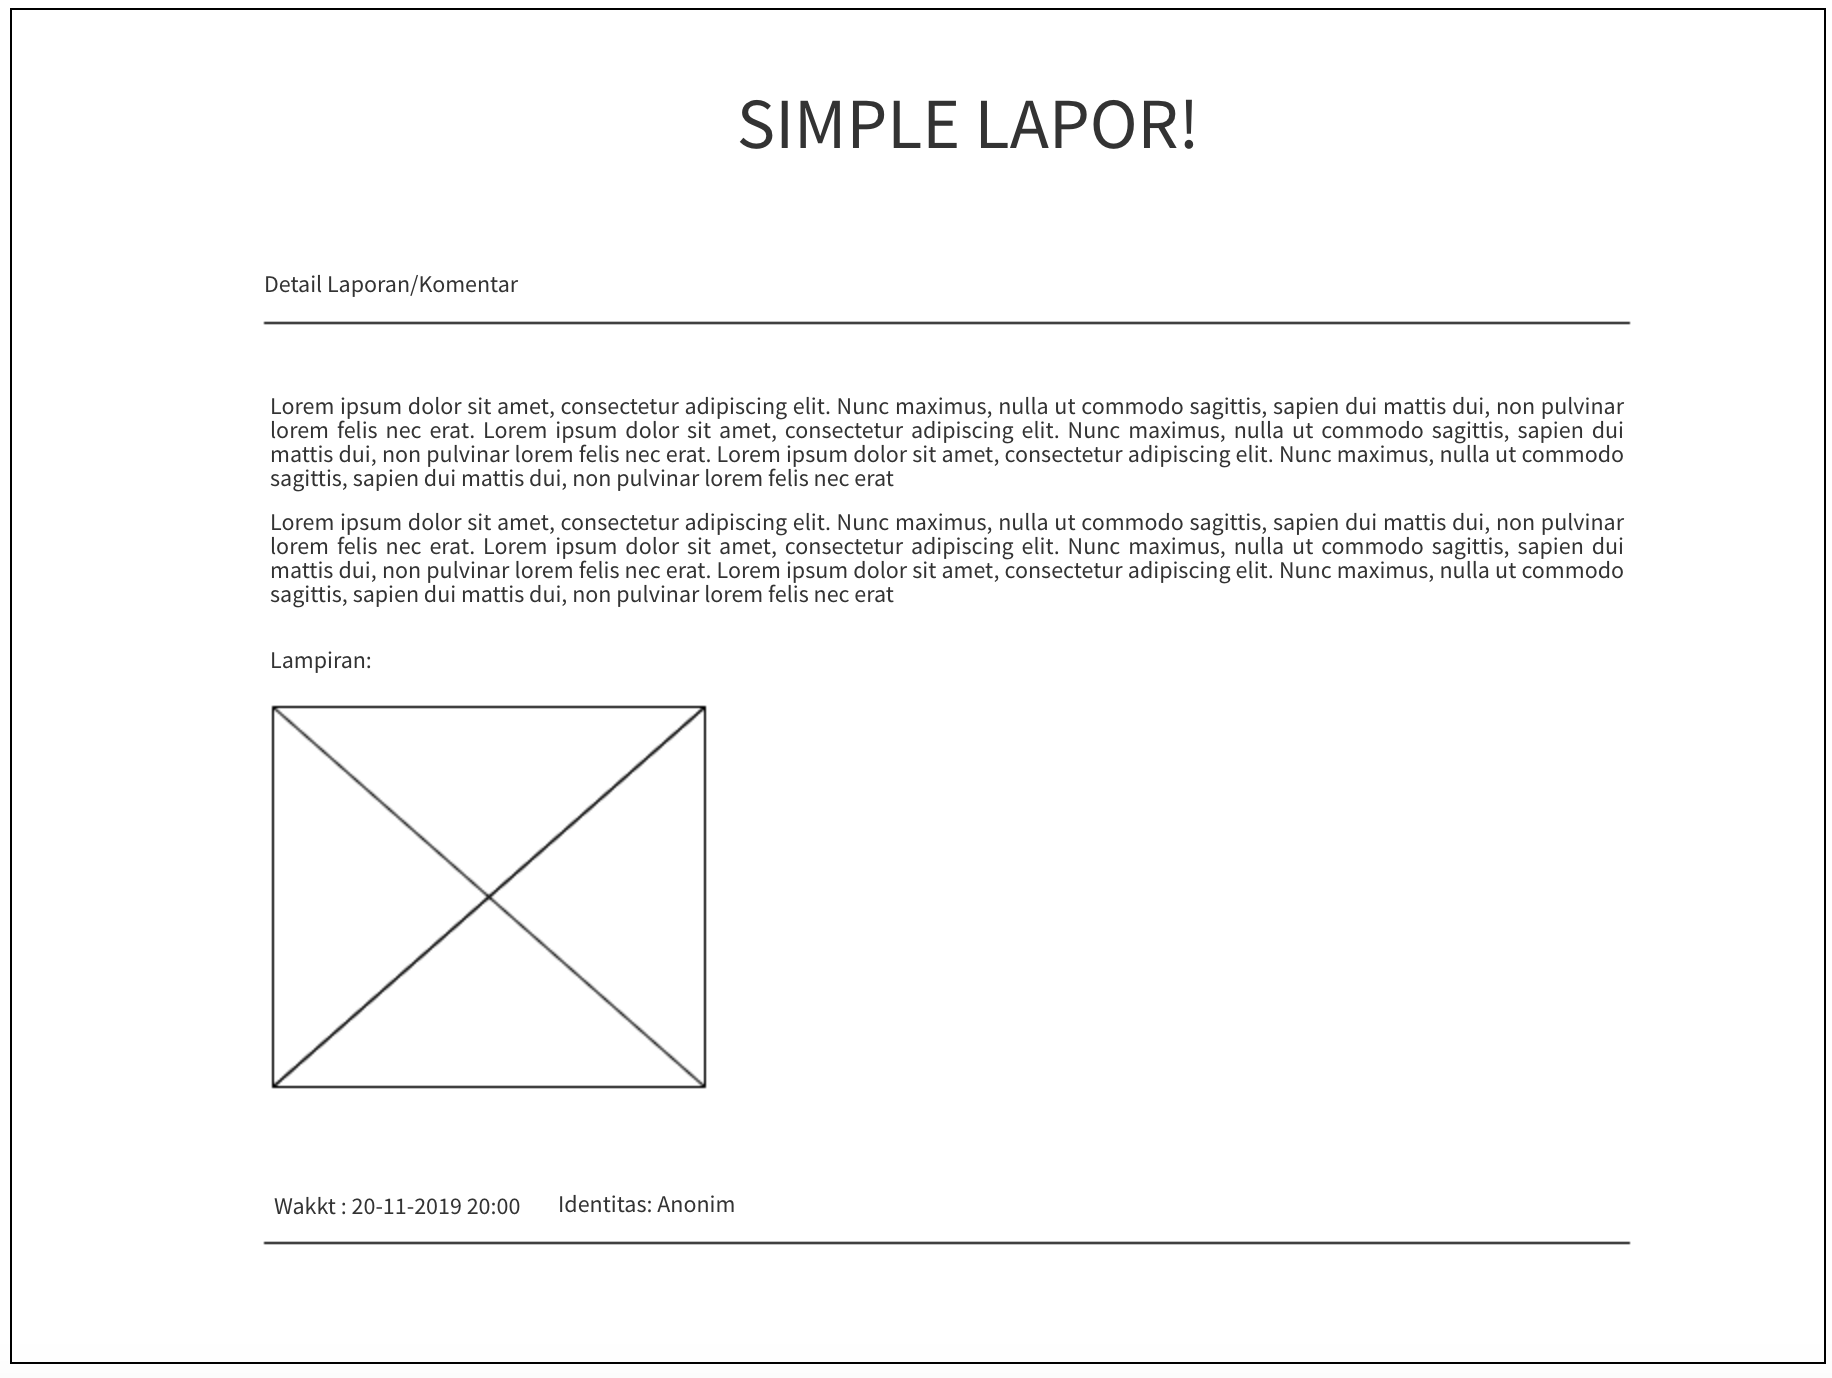 SIMPLE LAPOR!
Detail Laporan/Komentar
Lorem ipsum dolor sit amet, consectetur adipiscing elit. Nunc maximus, nulla ut commodo sagittis, sapien dui mattis dui, non pulvinar
lorem felis nec erat. Lorem ipsum dolor sit amet, consectetur adipiscing elit. Nunc maximus, nulla ut commodo sagittis, sapien dui
mattis dui, non pulvinar lorem felis nec erat. Lorem ipsum dolor sit amet, consectetur adipiscing elit. Nunc maximus, nulla ut commodo
sagittis, sapien dui mattis dui, non pulvinar lorem felis nec erat
Lorem ipsum dolor sit amet, consectetur adipiscing elit. Nunc maximus, nulla ut commodo sagittis, sapien dui mattis dui, non pulvinar
lorem felis nec erat. Lorem ipsum dolor sit amet, consectetur adipiscing elit. Nunc maximus, nulla ut commodo sagittis, sapien dui
mattis dui, non pulvinar lorem felis nec erat. Lorem ipsum dolor sit amet, consectetur adipiscing elit. Nunc maximus, nulla ut commodo
sagittis, sapien dui mattis dui, non pulvinar lorem felis nec erat
Lampiran:
Wakkt : 20-11-2019 20:00 Identitas: Anonim